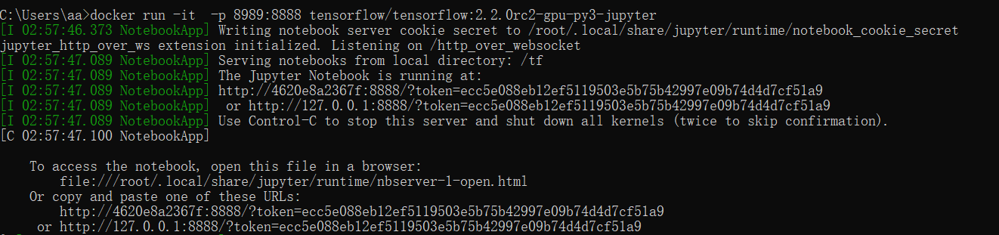 C:\Users\aa>docker run -it  -p 8989:8888 tensorflow/tensorflow:2.2.0rc2-gpu-py3-jupyter
[I 02:57:46.373 NotebookApp] Writing notebook server cookie secret to /root/.local/share/jupyter/runtime/notebook_cookie_secret
jupyter_http_over_ws extension initialized. Listening on /http_over_websocket
[I 02:57:47.089 NotebookApp] Serving notebooks from local directory: /tf
[I 02:57:47.089 NotebookApp] The Jupyter Notebook is running at:
[I 02:57:47.089 NotebookApp] http://4620e8a2367f:8888/?token=ecc5e088eb12ef5119503e5b75b42997e09b74d4d7cf51a9
[I 02:57:47.089 NotebookApp]  or http://127.0.0.1:8888/?token=ecc5e088eb12ef5119503e5b75b42997e09b74d4d7cf51a9
[I 02:57:47.089 NotebookApp] Use Control-C to stop this server and shut down all kernels (twice to skip confirmation).
[C 02:57:47.100 NotebookApp]
To access the notebook, open this file in a browser:
file:///root/.local/share/jupyter/runtime/nbserver-1-open.html
Or copy and paste one of these URLs:
http://4620e8a2367f:8888/?token=ecc5e088eb12ef5119503e5b75b42997e09b74d4d7cf51a9
or http://127.0.0.1:8888/?token=ecc5e088eb12ef5119503e5b75b42997e09b74d4d7cf51a9